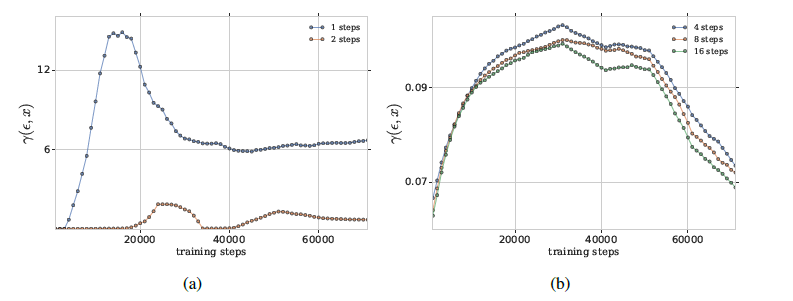 1 steps
2 steps
12
6
γ(ϵ, x)
20000 40000 60000
training steps
(a)
4 steps
8 steps
16 steps
0.09
0.07
γ(ϵ, x)
20000 40000 60000
training steps
(b)